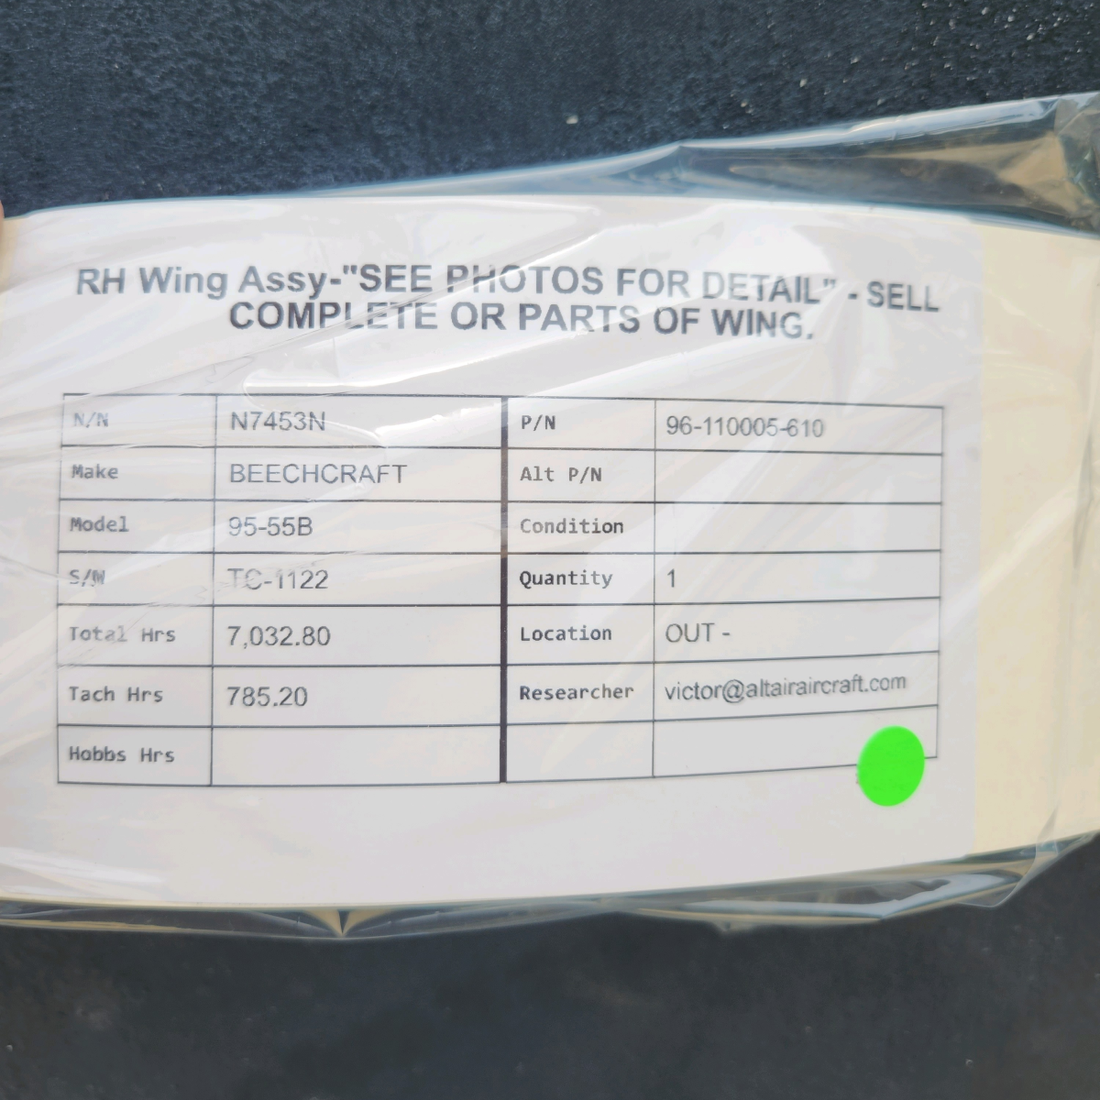 RH Wing Assy-"SEE PHOTOS FOR DETAIL" - SELL
COMPLETE OR PARTS OF WING.
N/N N7453N P/N 96-110005-610
Make BEECHCRAFT Alt P/N
Model 95-55B Condition
S/N TC-1122 Quantity 1
Total Hrs 7,032.80 Location OUT -
Tach Hrs 785.20 Researcher victor@altairaircraft.com
Hobbs Hrs